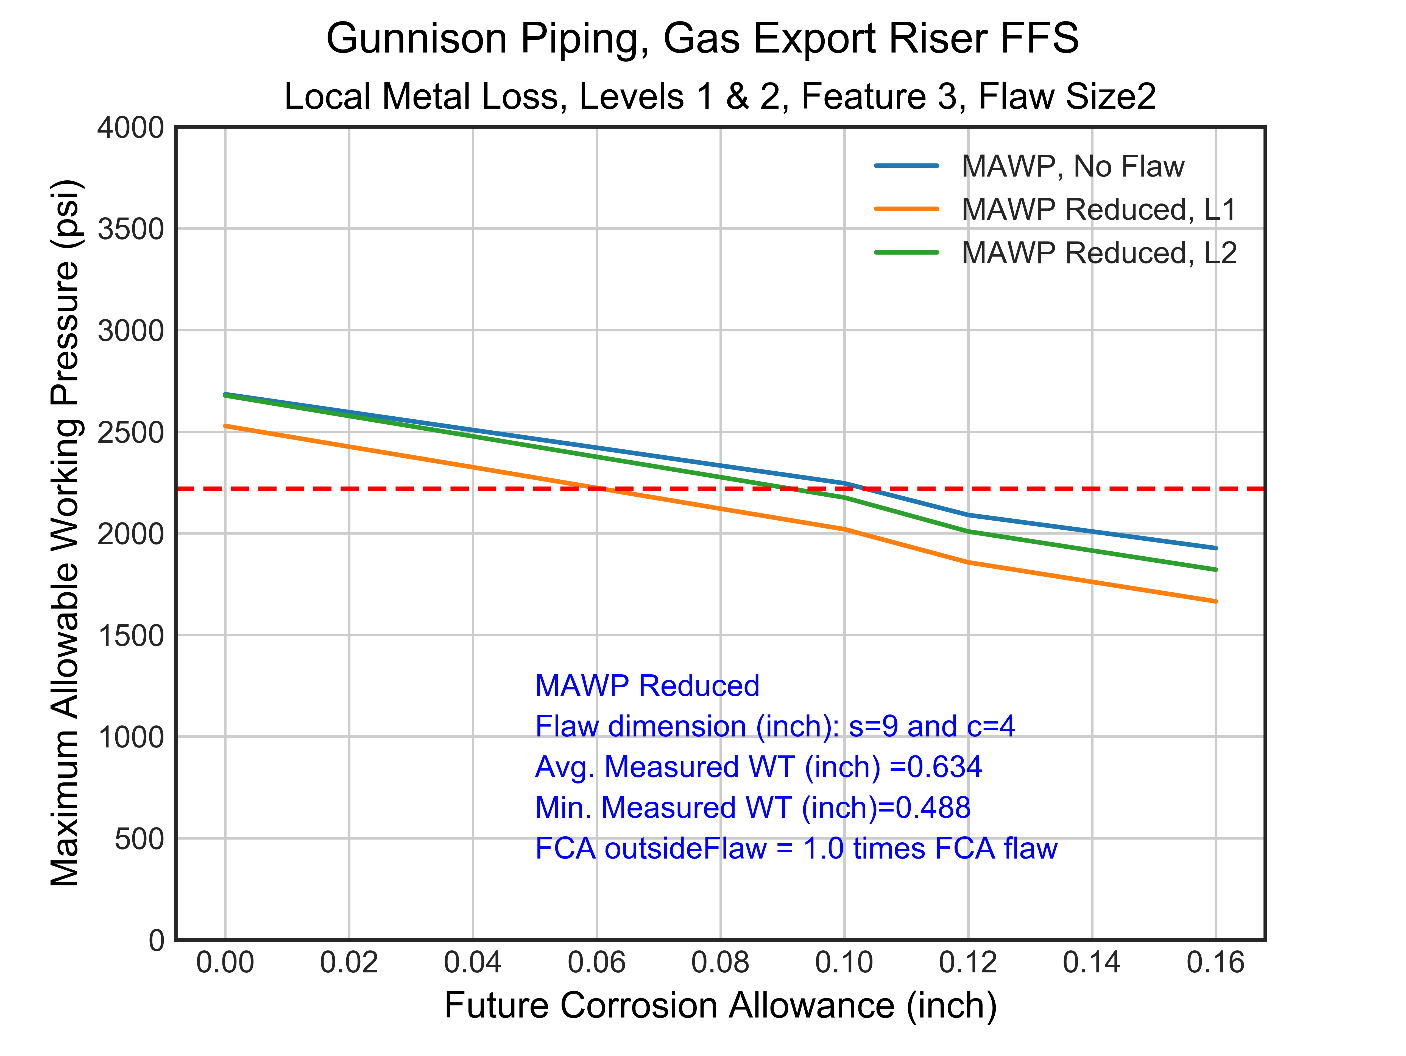 Gunnison Piping, Gas Export Riser FFS
Local Metal Loss, Levels 1 & 2, Feature 3, Flaw Size2
4000
3500
3000
2500
2000
1500
1000
500
0
Maximum Allowable Working Pressure (psi)
MAWP, No Flaw
MAWP Reduced, L1
MAWP Reduced, L2
MAWP Reduced
Flaw dimension (inch): s=9 and c=4
Avg. Measured WT (inch) =0.634
Min. Measured WT (inch)=0.488
FCA outsideFlaw = 1.0 times FCA flaw
0.00 0.02 0.04 0.06 0.08 0.10 0.12 0.14 0.16
Future Corrosion Allowance (inch)